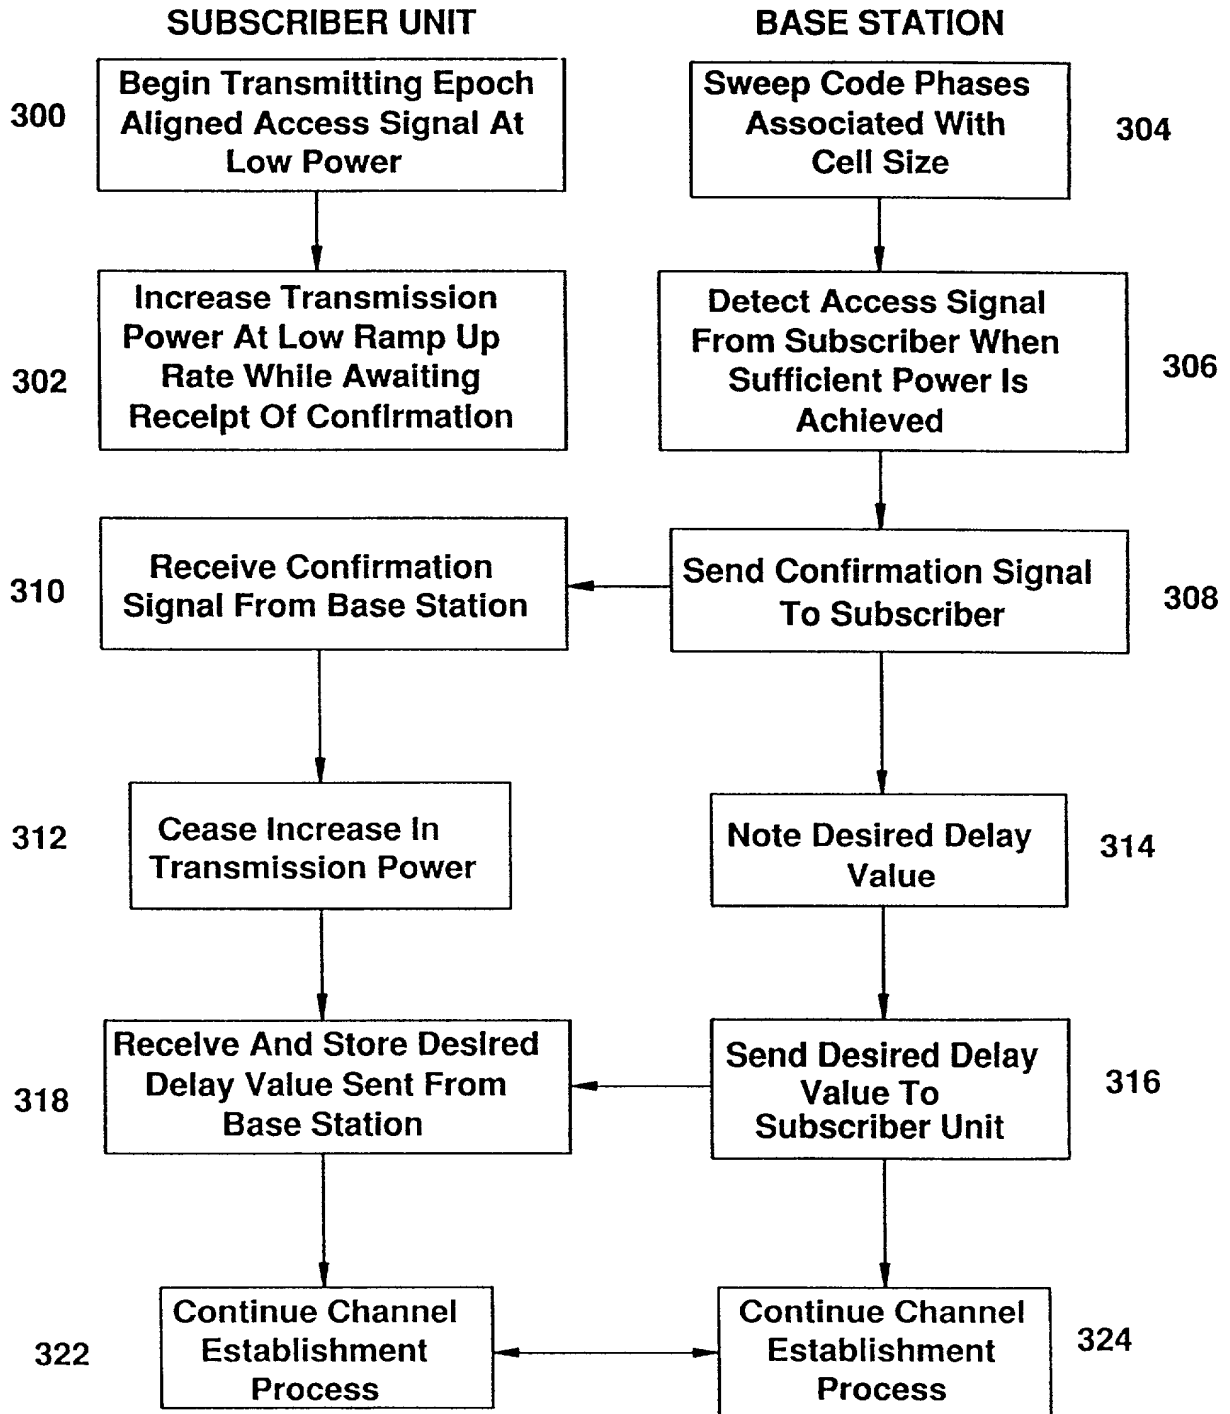 SUBSCRIBER UNIT
BASE STATION
300
Begin Transmitting Epoch
Aligned Access Signal At
Low Power
Sweep Code Phases
Associated With
Cell Size
304
302
Increase Transmission
Power At Low Ramp Up
Rate While Awaiting
Receipt Of Confirmation
Detect Access Signal
From Subscriber When
Sufficient Power Is
Achieved
306
310
Receive Confirmation
Signal From Base Station
Send Confirmation Signal
To Subscriber
308
312
Cease Increase In
Transmission Power
Note Desired Delay
Value
314
318
Receive And Store Desired
Delay Value Sent From
Base Station
Send Desired Delay
Value To
Subscriber Unit
316
322
Continue Channel
Establishment
Process
Continue Channel
Establishment
Process
324